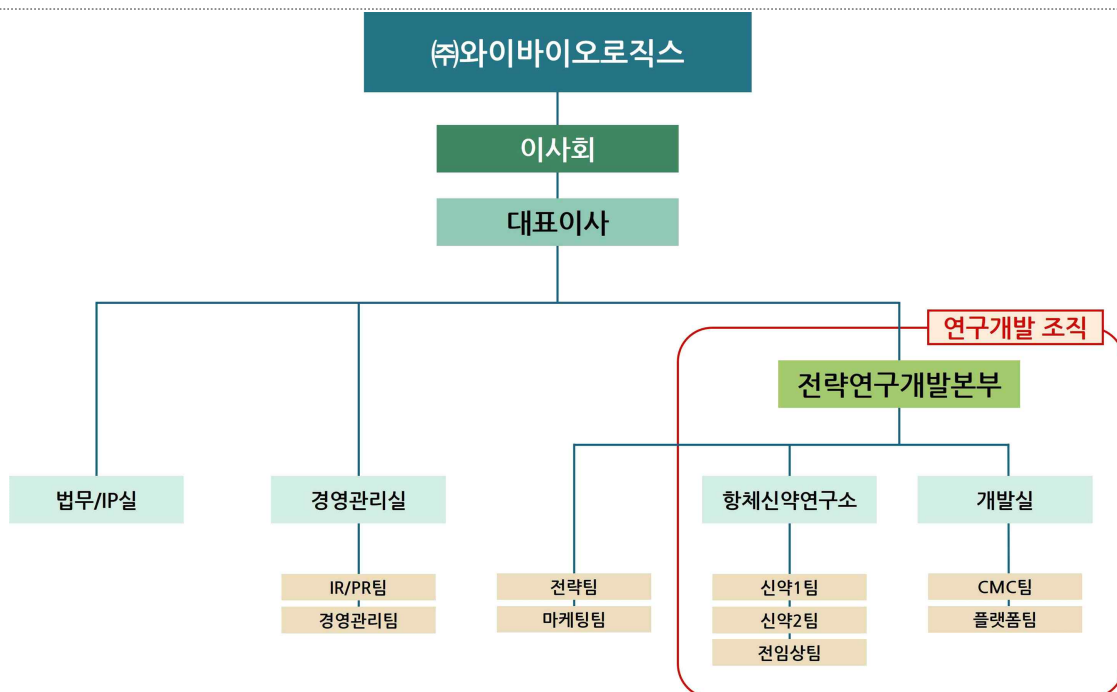 ㈜와이바이오로직스
이사회
대표이사
연구개발 조직
전략연구개발본부
법무/IP실
경영관리실
항체신약연구소
개발실
IR/PR팀
전략팀
신약1팀
CMC팀
경영관리팀
마케팅팀
신약2팀
플랫폼팀
전임상팀